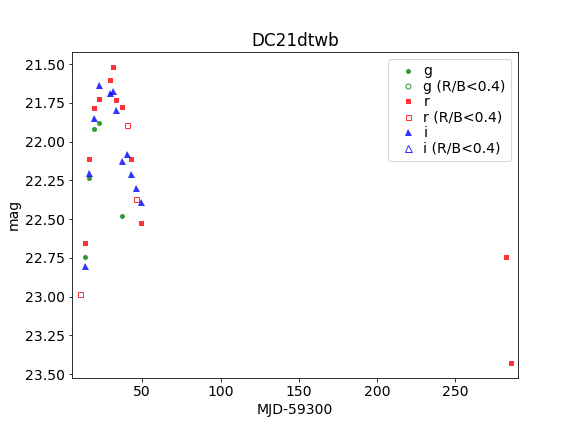 DC21dtwb
21.50
21.75
22.00
22.25
22.50
22.75
23.00
23.25
23.50
mag
50
100
150
200
250
MJD-59300
g
g (R/B<0.4)
r
r (R/B<0.4)
i
i (R/B<0.4)